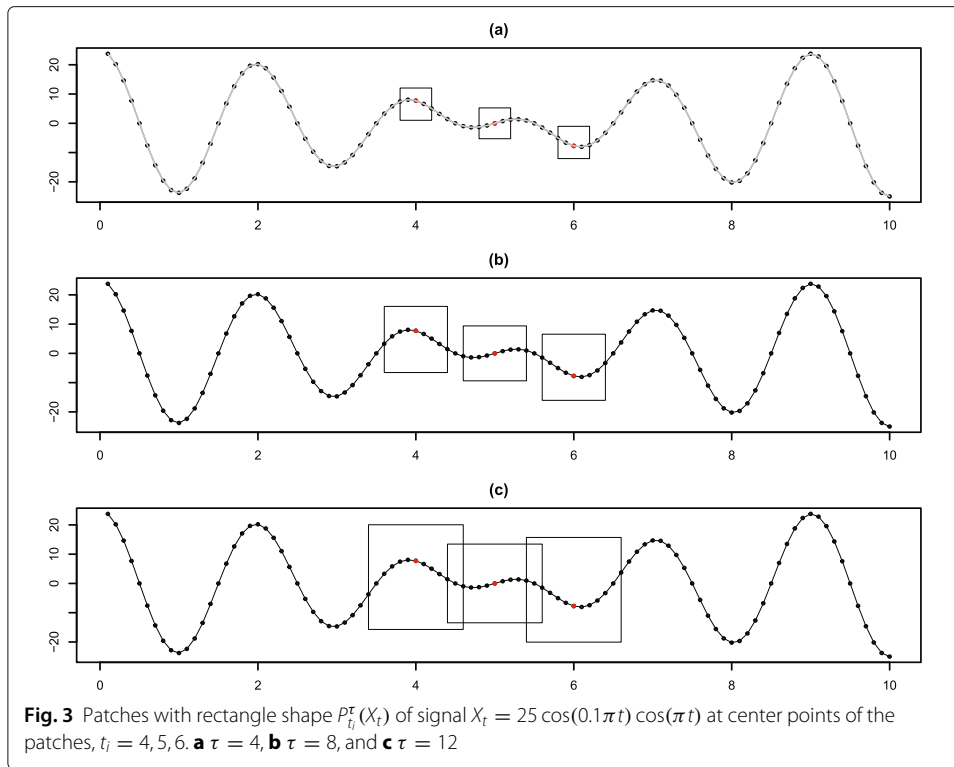 (a)
20
10
0
−20
0 2 4 6 8 10
(b)
20
10
0
−20
0 2 4 6 8 10
(c)
20
10
0
−20
0 2 4 6 8 10
Fig. 3 Patches with rectangle shape P^τ_{t_i}(X_t) of signal X_t = 25 cos(0.1πt) cos(πt) at center points of the
patches, t_i = 4, 5, 6. a τ = 4, b τ = 8, and c τ = 12